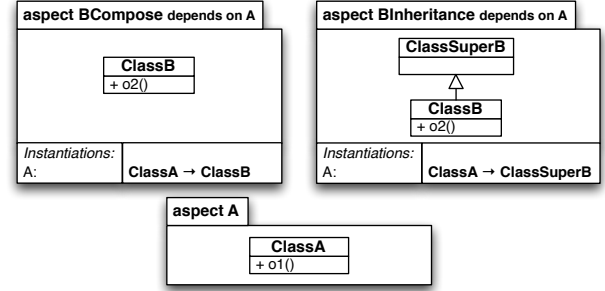 aspect BCompose depends on A
ClassB
+ o2()
Instantiations:
A: ClassA → ClassB
aspect BInheritance depends on A
ClassSuperB
ClassB
+ o2()
Instantiations:
A: ClassA → ClassSuperB
aspect A
ClassA
+ o1()